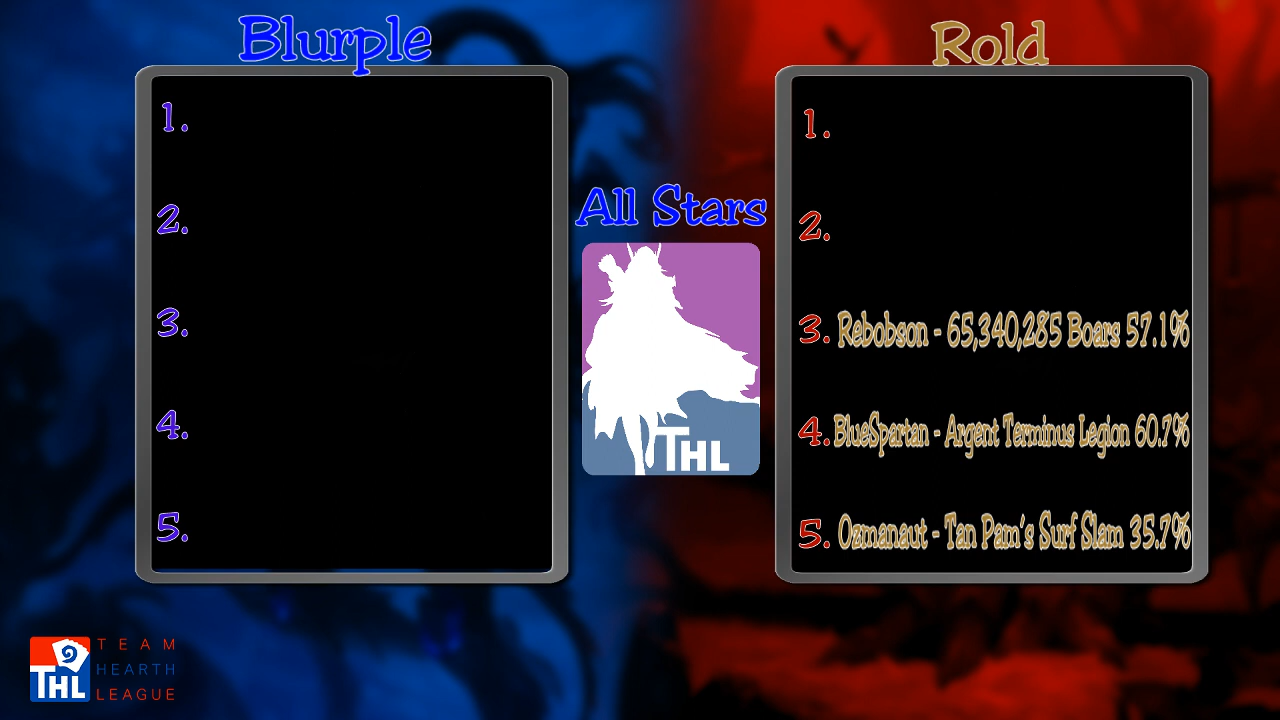 Blurple
1.
2.
3.
4.
5.
All Stars
THL
Rold
1.
2.
3. Rebobson - 65,340,285 Boars 57.1%
4. BlueSpartan - Argent Terminus Legion 60.7%
5. Ozmanaut - Tan Pam's Surf Slam 35.7%
THL
TEAM
HEARTH
LEAGUE